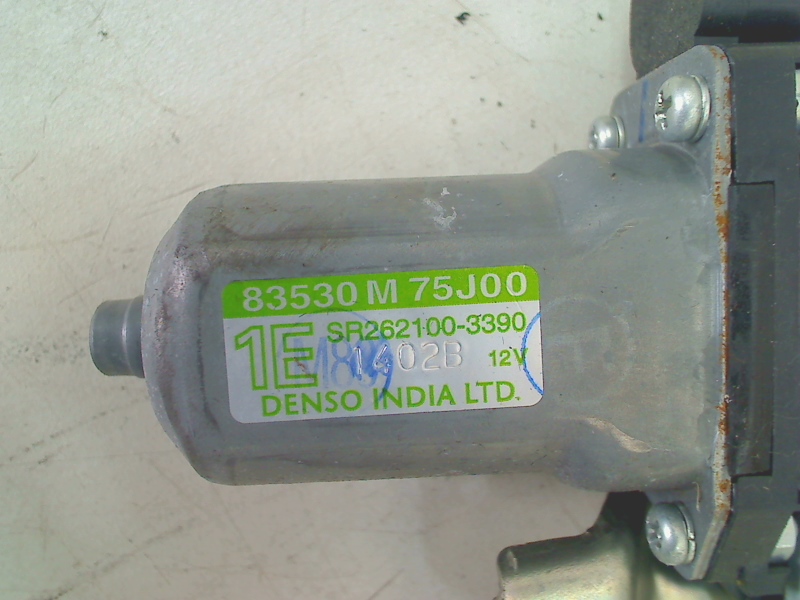 83530 M 75J00
1E SR262100-3390
1402B 12V
DENSO INDIA LTD.